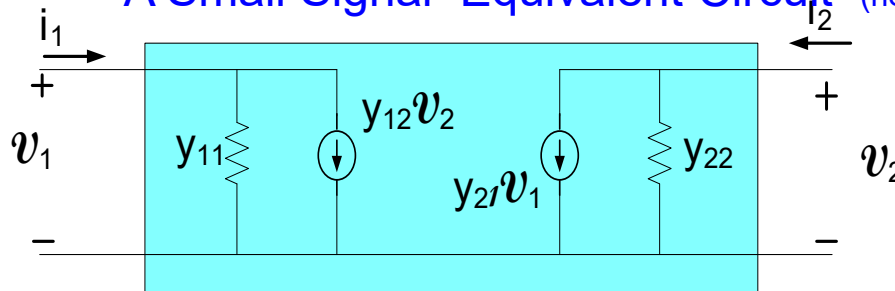 A Small Signal Equivalent Circuit
i1 i2
+ +
y12v2
v1 y11 y22 v2
y21v1
− −